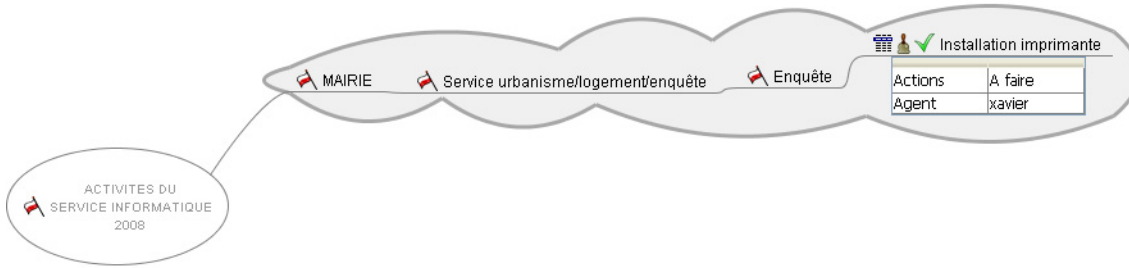 MAIRIE
Service urbanisme/logement/enquête
Enquête
Installation imprimante
Actions A faire
Agent xavier
ACTIVITES DU
SERVICE INFORMATIQUE
2008